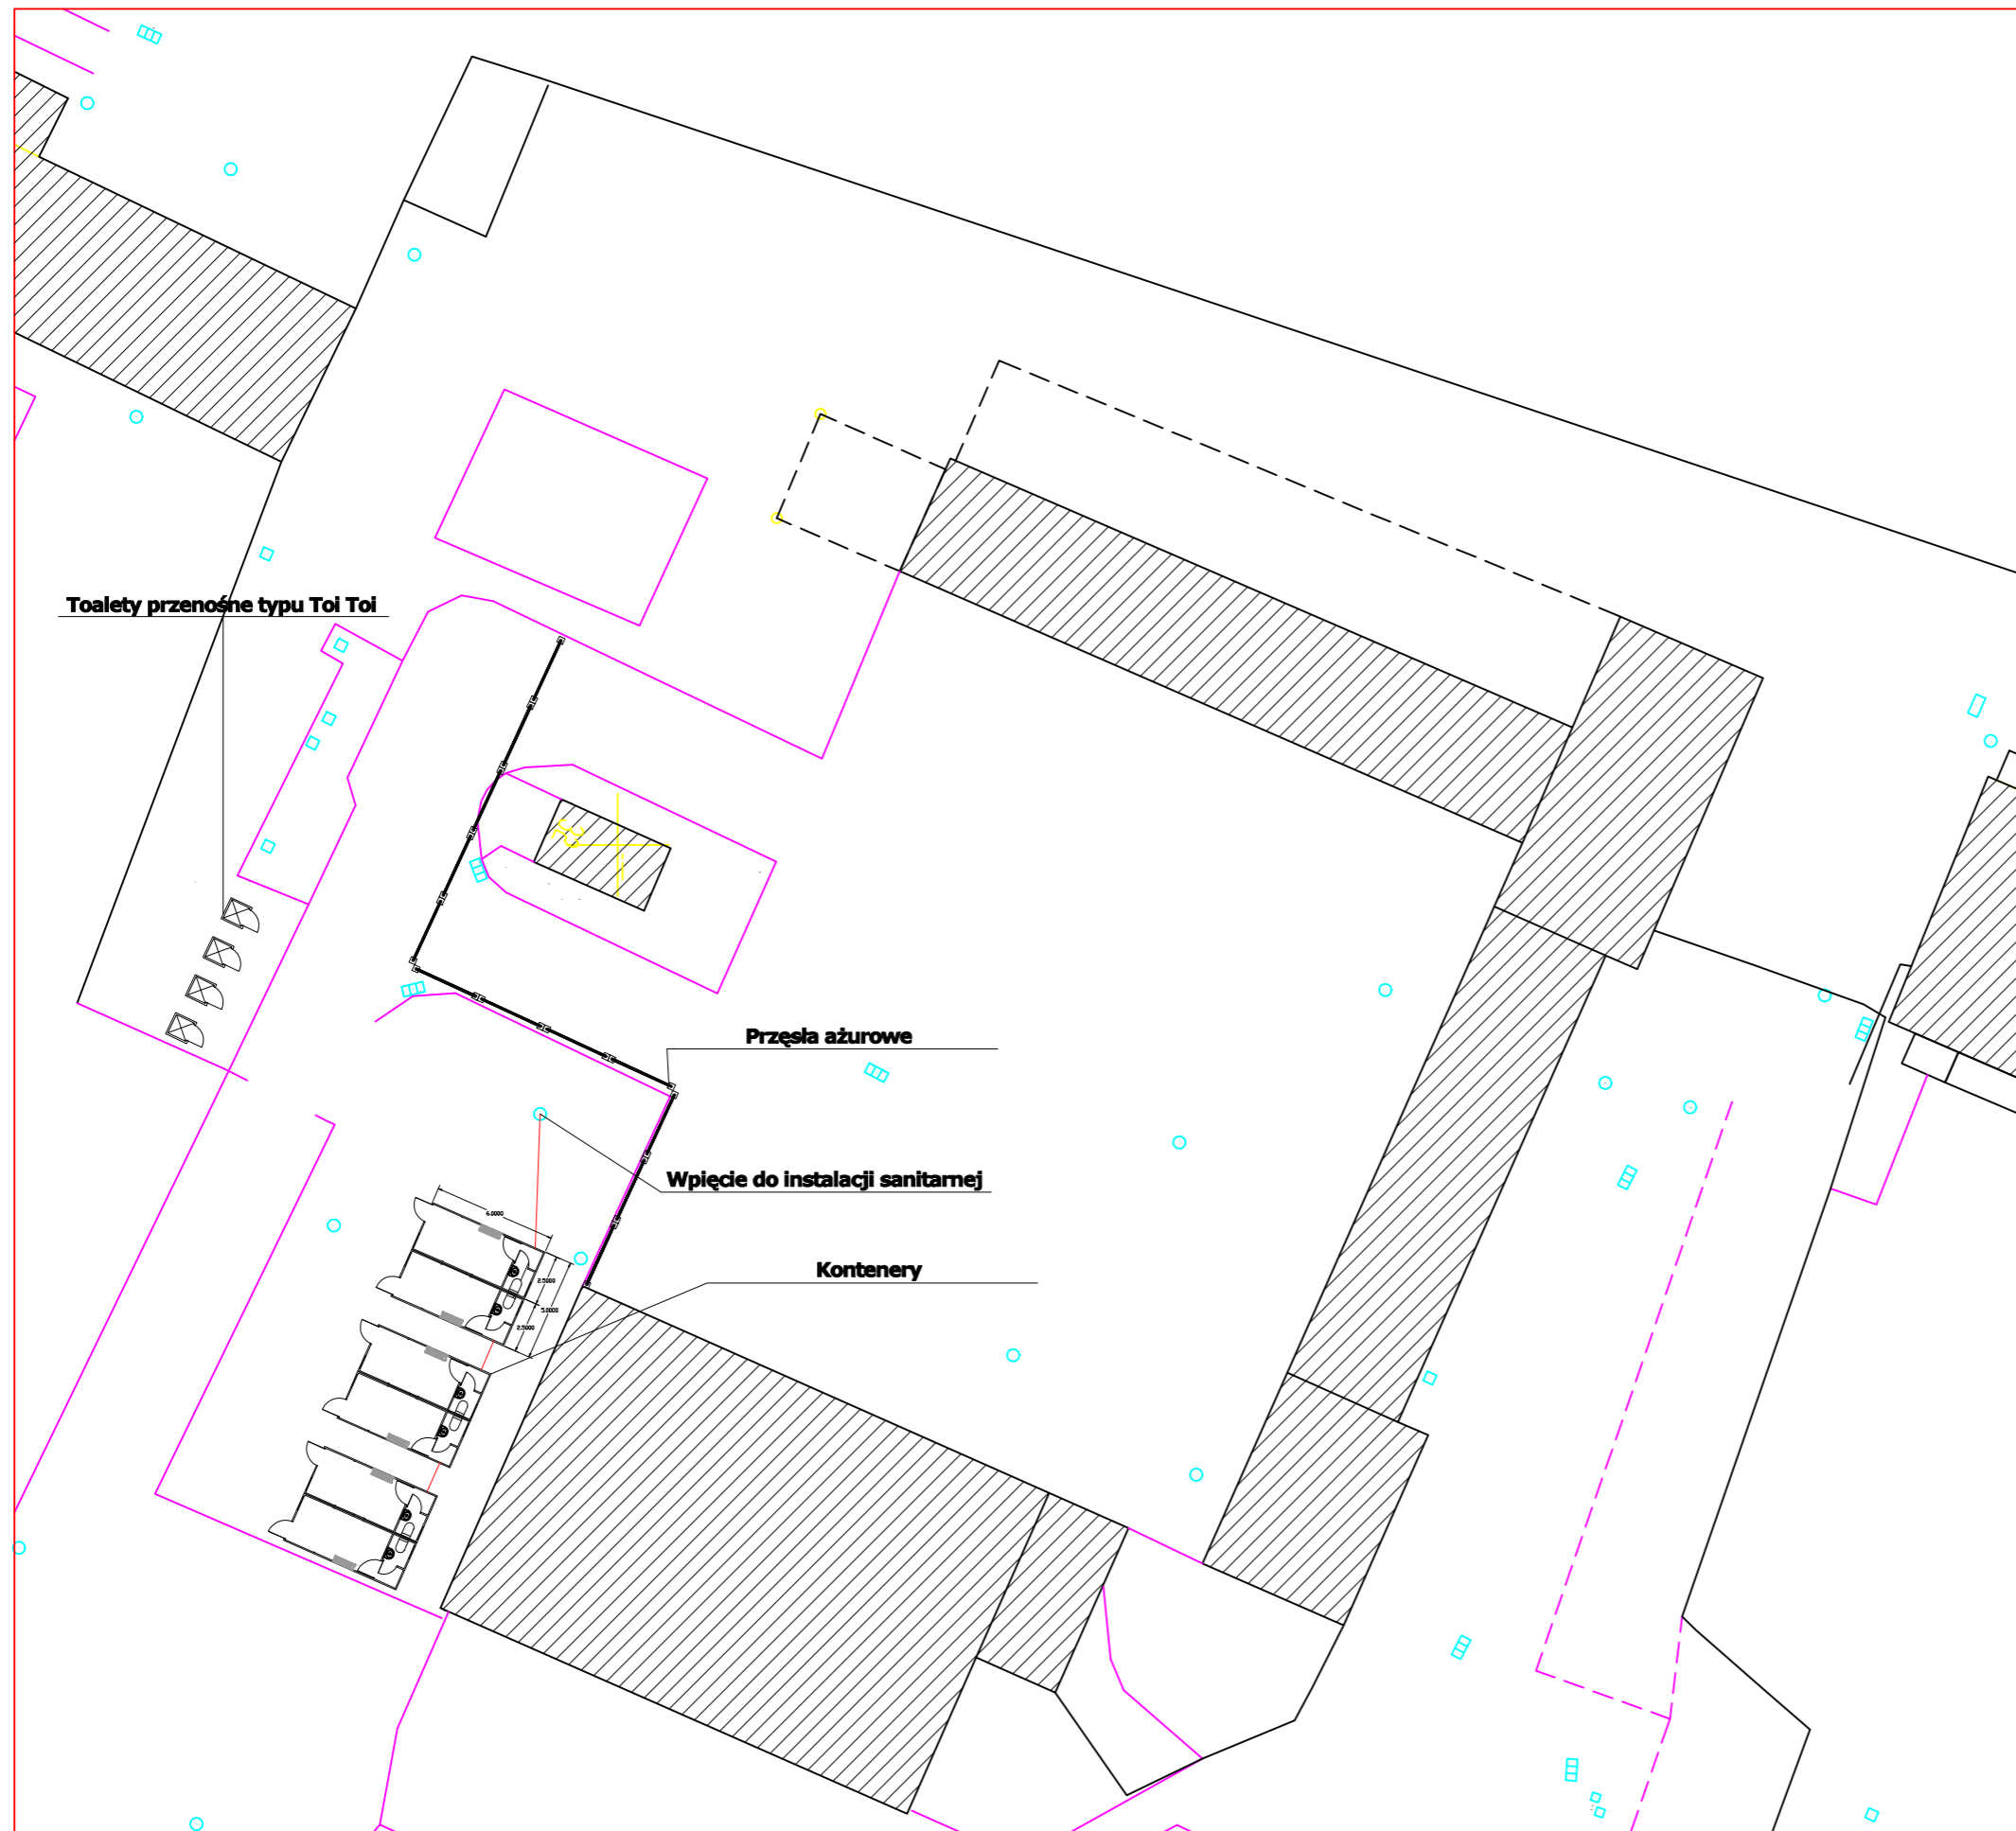 Toalety przenośne typu Toi Toi
Przęsła ażurowe
Wpięcie do instalacji sanitarnej
6.0000
Kontenery
2.5000
5.0000
2.5000